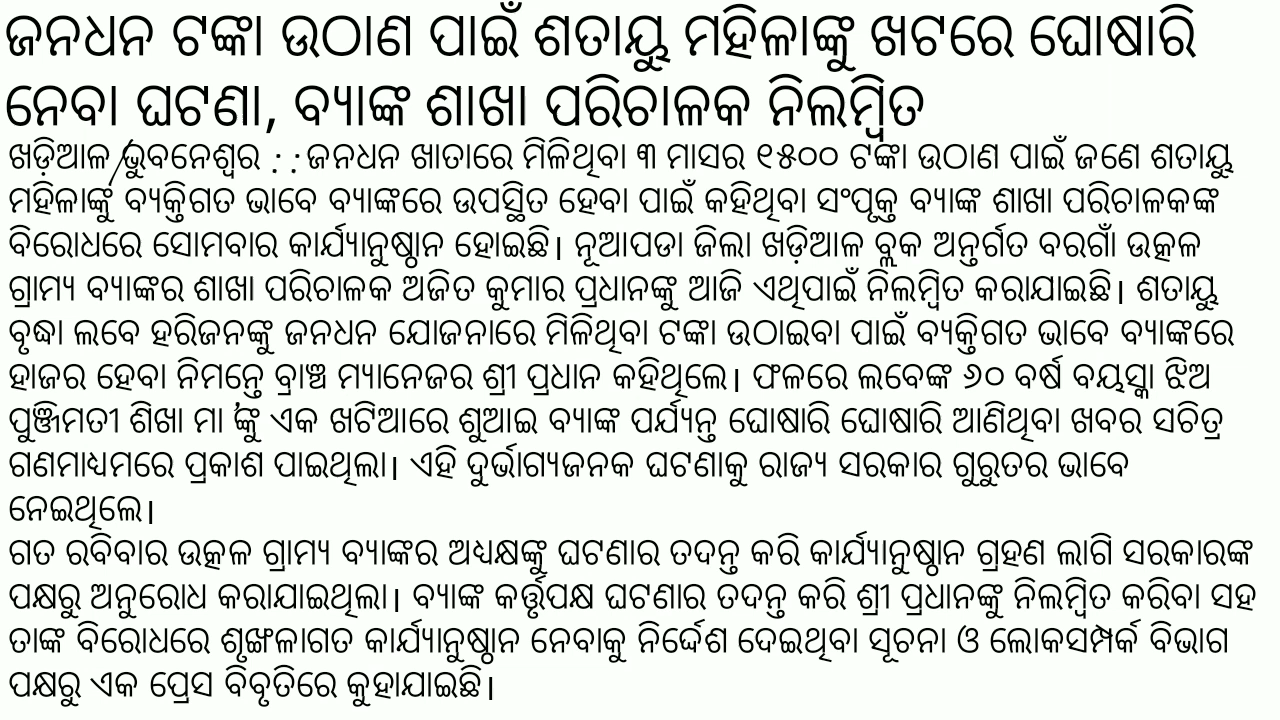 ଜନଧନ ଟଙ୍କା ଉଠାଣ ପାଇଁ ଶତାୟୁ ମହିଳାଙ୍କୁ ଖଟରେ ଘୋଷାରି
ନେବା ଘଟଣା, ବ୍ୟାଙ୍କ ଶାଖା ପରିଚାଳକ ନିଲମ୍ବିତ
ଖଡ଼ିଆଳ/ଭୁବନେଶ୍ୱର : : ଜନଧନ ଖାତାରେ ମିଳିଥିବା ୩ ମାସର ୧୫୦୦ ଟଙ୍କା ଉଠାଣ ପାଇଁ ଜଣେ ଶତାୟୁ
ମହିଳାଙ୍କୁ ବ୍ୟକ୍ତିଗତ ଭାବେ ବ୍ୟାଙ୍କରେ ଉପସ୍ଥିତ ହେବା ପାଇଁ କହିଥିବା ସଂପୃକ୍ତ ବ୍ୟାଙ୍କ ଶାଖା ପରିଚାଳକଙ୍କ
ବିରୋଧରେ ସୋମବାର କାର୍ଯ୍ୟାନୁଷ୍ଠାନ ହୋଇଛି। ନୂଆପଡା ଜିଲା ଖଡ଼ିଆଳ ବ୍ଲକ ଅନ୍ତର୍ଗତ ବରଗାଁ ଉତ୍କଳ
ଗ୍ରାମ୍ୟ ବ୍ୟାଙ୍କର ଶାଖା ପରିଚାଳକ ଅଜିତ କୁମାର ପ୍ରଧାନଙ୍କୁ ଆଜି ଏଥିପାଇଁ ନିଲମ୍ବିତ କରାଯାଇଛି। ଶତାୟୁ
ବୃଦ୍ଧା ଲବେ ହରିଜନଙ୍କୁ ଜନଧନ ଯୋଜନାରେ ମିଳିଥିବା ଟଙ୍କା ଉଠାଇବା ପାଇଁ ବ୍ୟକ୍ତିଗତ ଭାବେ ବ୍ୟାଙ୍କରେ
ହାଜର ହେବା ନିମନ୍ତେ ବ୍ରାଞ୍ଚ ମ୍ୟାନେଜର ଶ୍ରୀ ପ୍ରଧାନ କହିଥିଲେ। ଫଳରେ ଲବେଙ୍କ ୬୦ ବର୍ଷ ବୟସ୍କା ଝିଅ
ପୁଞ୍ଜିମତୀ ଶିଖା ମା 'ଙ୍କୁ ଏକ ଖଟିଆରେ ଶୁଆଇ ବ୍ୟାଙ୍କ ପର୍ଯ୍ୟନ୍ତ ଘୋଷାରି ଘୋଷାରି ଆଣିଥିବା ଖବର ସଚିତ୍ର
ଗଣମାଧ୍ୟମରେ ପ୍ରକାଶ ପାଇଥିଲା। ଏହି ଦୁର୍ଭାଗ୍ୟଜନକ ଘଟଣାକୁ ରାଜ୍ୟ ସରକାର ଗୁରୁତର ଭାବେ
ନେଇଥିଲେ।
ଗତ ରବିବାର ଉତ୍କଳ ଗ୍ରାମ୍ୟ ବ୍ୟାଙ୍କର ଅଧ୍ୟକ୍ଷଙ୍କୁ ଘଟଣାର ତଦନ୍ତ କରି କାର୍ଯ୍ୟାନୁଷ୍ଠାନ ଗ୍ରହଣ ଲାଗି ସରକାରଙ୍କ
ପକ୍ଷରୁ ଅନୁରୋଧ କରାଯାଇଥିଲା। ବ୍ୟାଙ୍କ କର୍ତ୍ତୃପକ୍ଷ ଘଟଣାର ତଦନ୍ତ କରି ଶ୍ରୀ ପ୍ରଧାନଙ୍କୁ ନିଲମ୍ବିତ କରିବା ସହ
ତାଙ୍କ ବିରୋଧରେ ଶୃଙ୍ଖଳାଗତ କାର୍ଯ୍ୟାନୁଷ୍ଠାନ ନେବାକୁ ନିର୍ଦ୍ଦେଶ ଦେଇଥିବା ସୂଚନା ଓ ଲୋକସମ୍ପର୍କ ବିଭାଗ
ପକ୍ଷରୁ ଏକ ପ୍ରେସ ବିବୃତିରେ କୁହାଯାଇଛି।